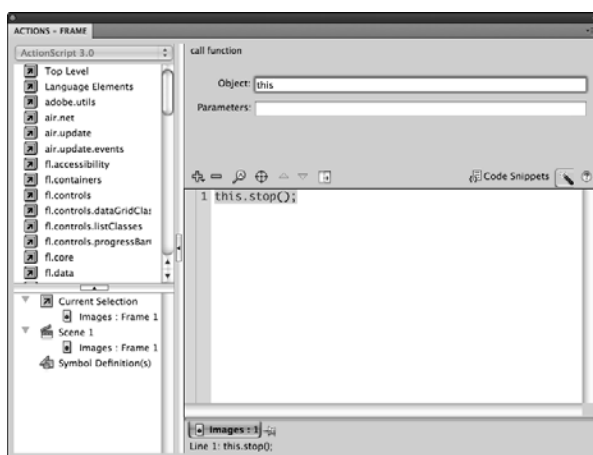 ACTIONS - FRAME
ActionScript 3.0
Top Level
Language Elements
adobe.utils
air.net
air.update
air.update.events
fl.accessibility
fl.containers
fl.controls
fl.controls.dataGridClas
fl.controls.listClasses
fl.controls.progressBarc
fl.core
fl.data
Current Selection
Images : Frame 1
Scene 1
Images : Frame 1
Symbol Definition(s)
call function
Object: this
Parameters:
Code Snippets
1 this.stop();
Images : 1
Line 1: this.stop();